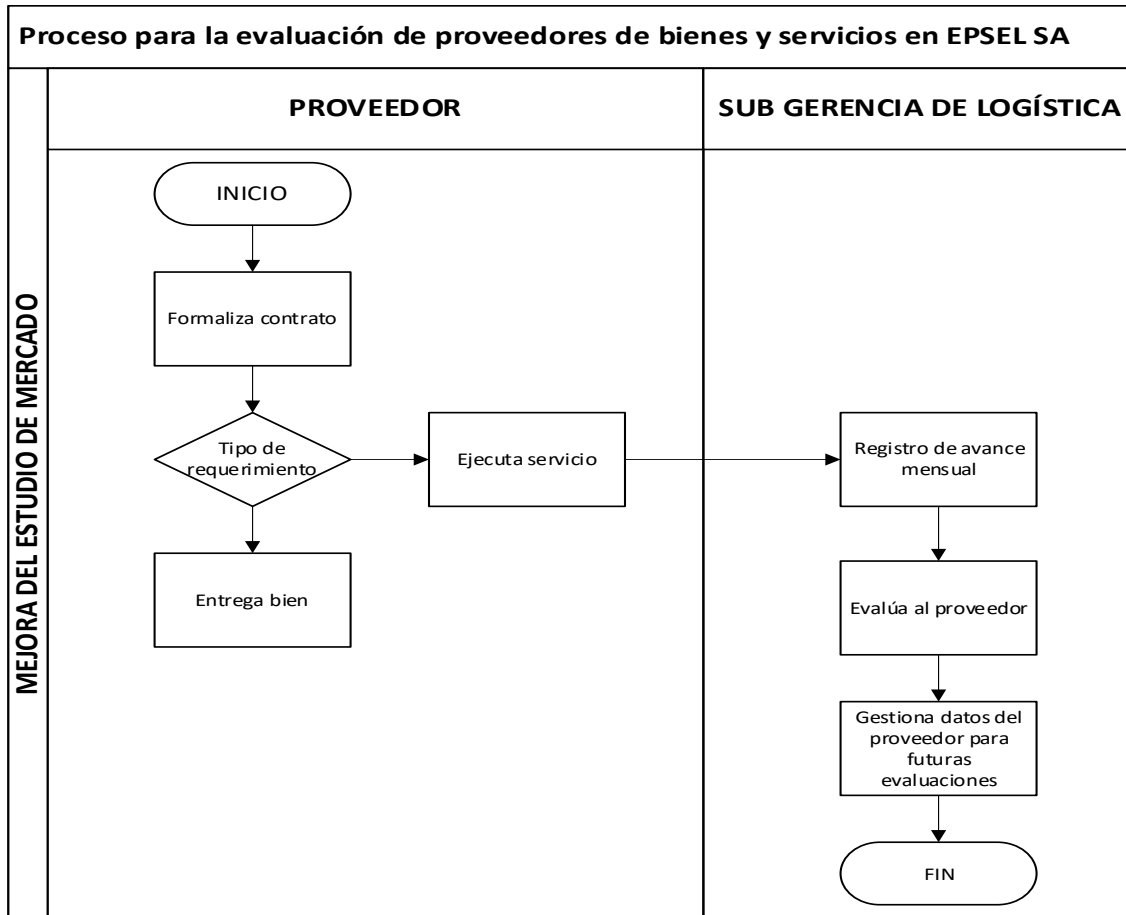 Proceso para la evaluación de proveedores de bienes y servicios en EPSEL SA
PROVEEDOR
SUB GERENCIA DE LOGÍSTICA
MEJORA DEL ESTUDIO DE MERCADO
INICIO
Formaliza contrato
Tipo de
requerimiento
Ejecuta servicio
Entrega bien
Registro de avance
mensual
Evalúa al proveedor
Gestiona datos del
proveedor para
futuras
evaluaciones
FIN